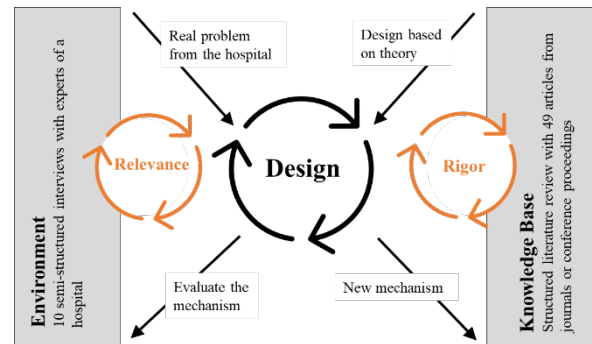 Environment
10 semi-structured interviews with experts of a
hospital
Real problem
from the hospital
Design based
on theory
Relevance
Design
Rigor
Evaluate the
mechanism
New mechanism
Knowledge Base
Structured literature review with 49 articles from
journals or conference proceedings